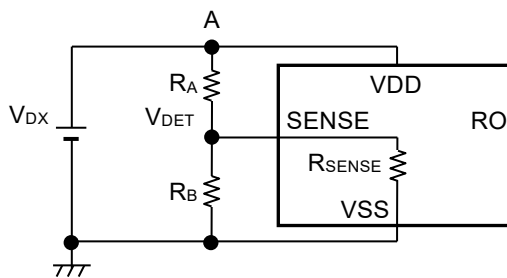 A
RA
VDD
VDX
VDET
SENSE
RO
RSENSE
RB
VSS